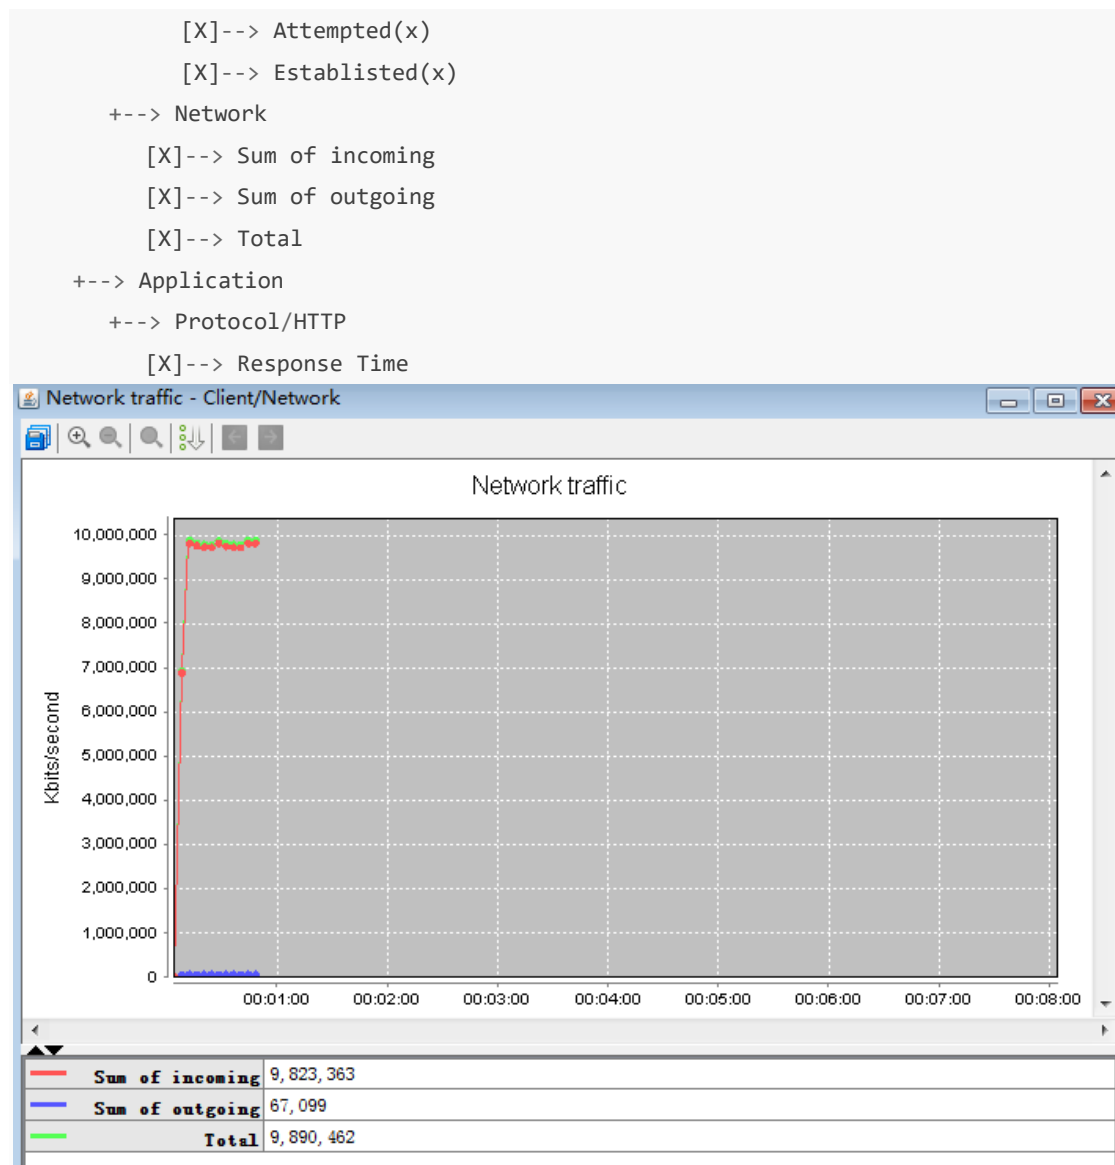 [X]--> Attempted(x)
[X]--> Establisted(x)
+--> Network
[X]--> Sum of incoming
[X]--> Sum of outgoing
[X]--> Total
+--> Application
+--> Protocol/HTTP
[X]--> Response Time
Network traffic - Client/Network
Network traffic
10,000,000
9,000,000
8,000,000
7,000,000
6,000,000
5,000,000
4,000,000
3,000,000
2,000,000
1,000,000
0
Kbits/second
00:01:00 00:02:00 00:03:00 00:04:00 00:05:00 00:06:00 00:07:00 00:08:00
Sum of incoming 9,823,363
Sum of outgoing 67,099
Total 9,890,462